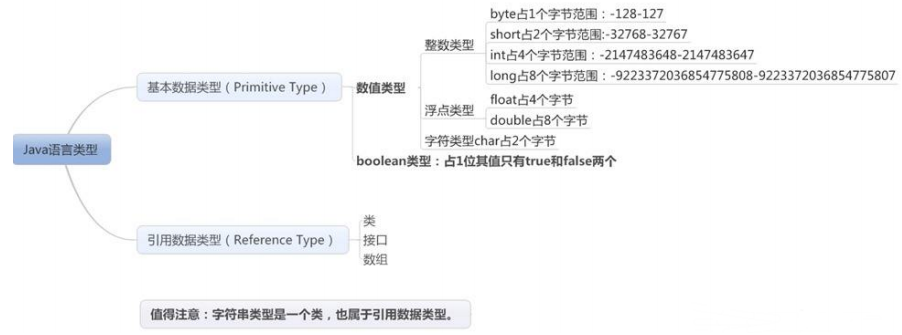 Java语言类型
基本数据类型（Primitive Type）
数值类型
整数类型
byte占1个字节范围：-128-127
short占2个字节范围:-32768-32767
int占4个字节范围：-2147483648-2147483647
long占8个字节范围：-9223372036854775808-9223372036854775807
浮点类型
float占4个字节
double占8个字节
字符类型char占2个字节
boolean类型：占1位其值只有true和false两个
引用数据类型（Reference Type）
类
接口
数组
值得注意：字符串类型是一个类，也属于引用数据类型。